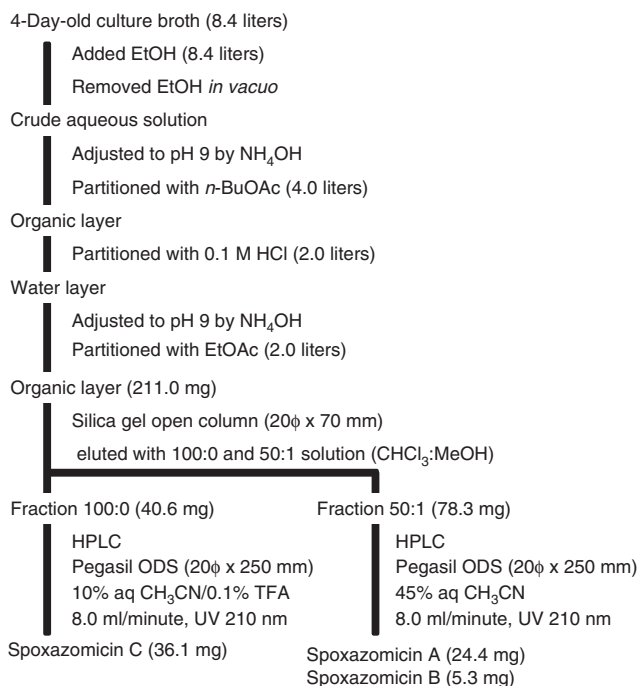 4-Day-old culture broth (8.4 liters)
Added EtOH (8.4 liters)
Removed EtOH in vacuo
Crude aqueous solution
Adjusted to pH 9 by NH₄OH
Partitioned with n-BuOAc (4.0 liters)
Organic layer
Partitioned with 0.1 M HCl (2.0 liters)
Water layer
Adjusted to pH 9 by NH₄OH
Partitioned with EtOAc (2.0 liters)
Organic layer (211.0 mg)
Silica gel open column (20ϕ x 70 mm)
eluted with 100:0 and 50:1 solution (CHCl₃:MeOH)
Fraction 100:0 (40.6 mg)
HPLC
Pegasil ODS (20ϕ x 250 mm)
10% aq CH₃CN/0.1% TFA
8.0 ml/minute, UV 210 nm
Spoxazomicin C (36.1 mg)
Fraction 50:1 (78.3 mg)
HPLC
Pegasil ODS (20ϕ x 250 mm)
45% aq CH₃CN
8.0 ml/minute, UV 210 nm
Spoxazomicin A (24.4 mg)
Spoxazomicin B (5.3 mg)